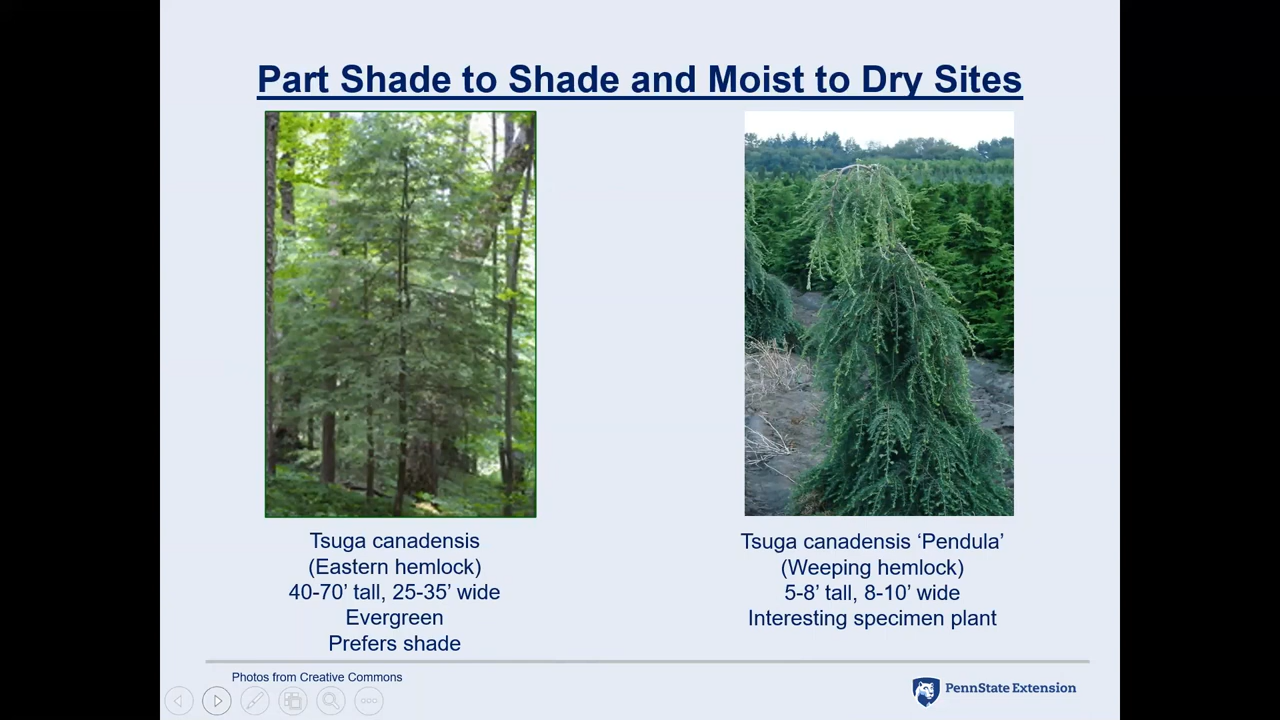 Part Shade to Shade and Moist to Dry Sites
Tsuga canadensis
(Eastern hemlock)
40-70’ tall, 25-35’ wide
Evergreen
Prefers shade
Tsuga canadensis ‘Pendula’
(Weeping hemlock)
5-8’ tall, 8-10’ wide
Interesting specimen plant
Photos from Creative Commons
PennState Extension